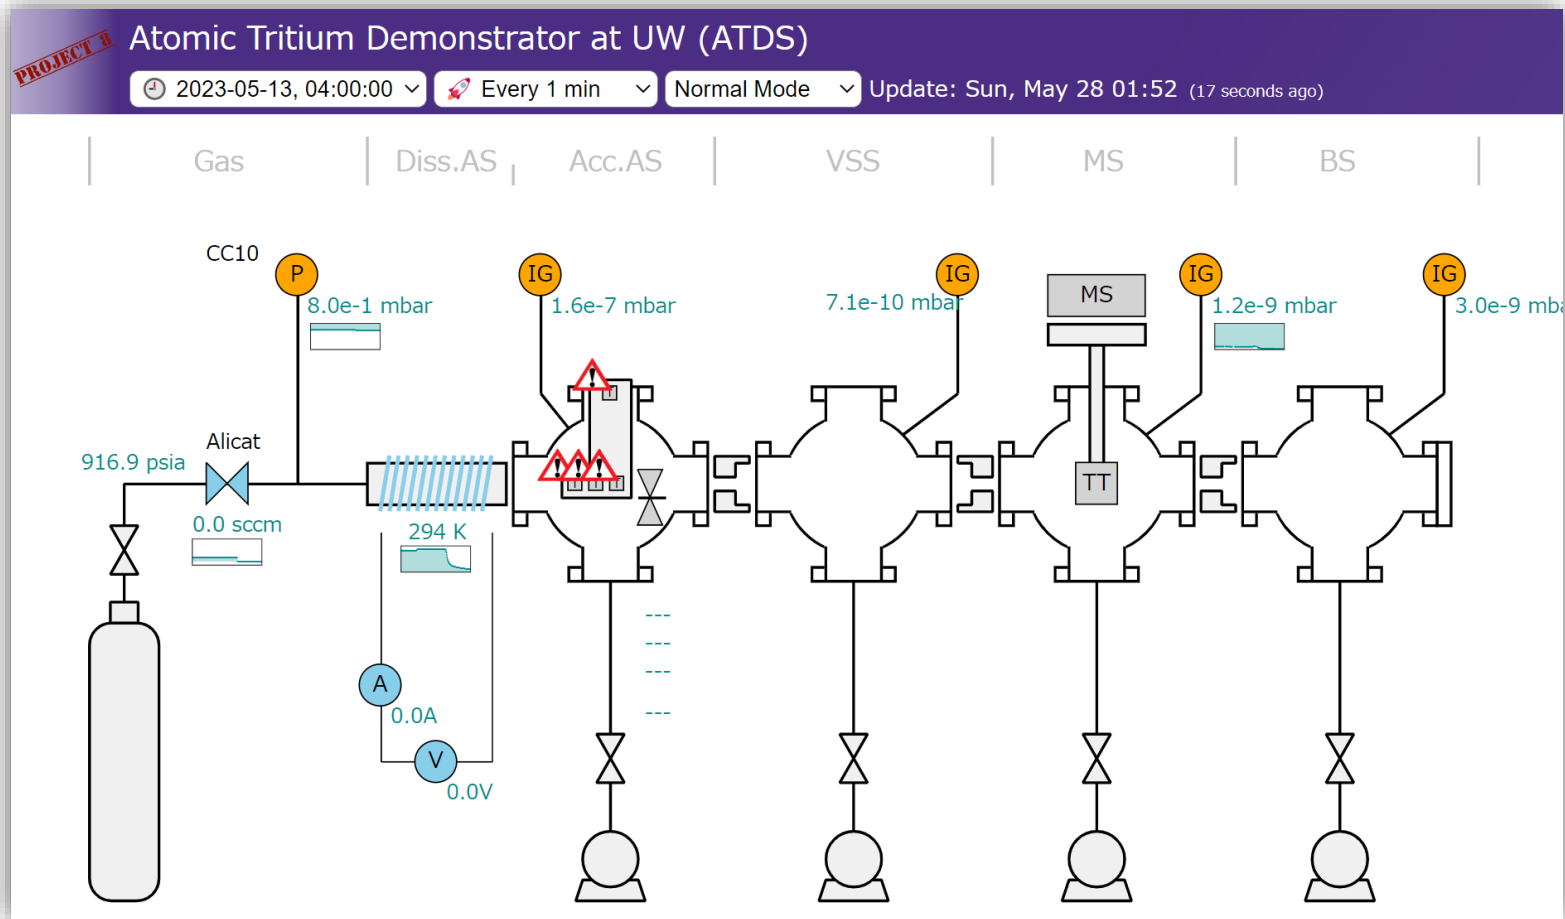 PROJECT 8
Atomic Tritium Demonstrator at UW (ATDS)
2023-05-13, 04:00:00 Every 1 min Normal Mode Update: Sun, May 28 01:52 (17 seconds ago)
Gas Diss.AS Acc.AS VSS MS BS
CC10
P IG IG IG IG
8.0e-1 mbar 1.6e-7 mbar 7.1e-10 mbar MS 1.2e-9 mbar 3.0e-9 mba
! T
Alicat
916.9 psia ! ! !
T T T TT
0.0 sccm
294 K
---
---
---
A ---
0.0A
V
0.0V